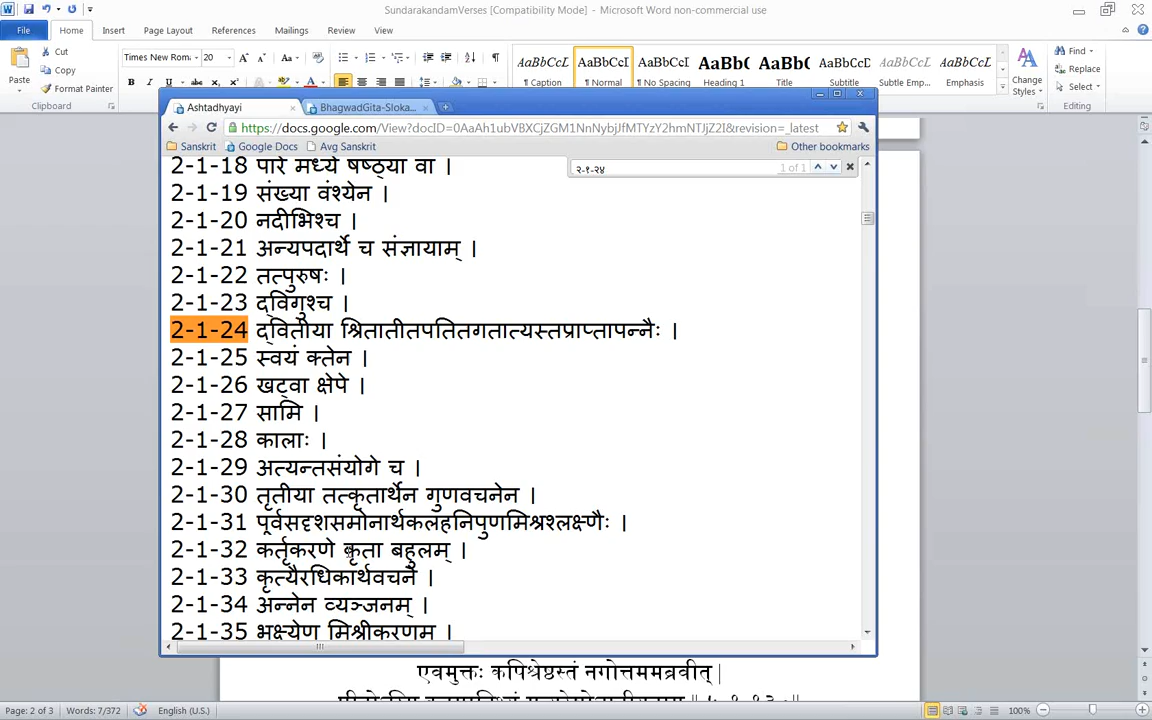 SundarakandamVerses [Compatibility Mode] - Microsoft Word non-commercial use
File Home Insert Page Layout References Mailings Review View
Cut Times New Roman 20 Find
Copy Replace
Paste Format Painter Change Styles Select
AaBbCcL AaBbCcI AaBbCcI AaBbC AaBbCc AaBbCcI AaBbCcL AaBbCcL
¶ Caption ¶ Normal ¶ No Spacing Heading 1 Title Subtitle Subtle Emp... Emphasis
Clipboard Editing
Ashtadhyayi BhagwadGita-Sloka...
https://docs.google.com/View?docID=0AaAh1ubVBXCjZGM1NnNybjJfMTYzY2hmNTJjZ2I&revision=_latest
Sanskrit Google Docs Avg Sanskrit Other bookmarks
२-१-२४ 1 of 1
2-1-18 पारे मध्ये षष्ठ्या वा |
2-1-19 संख्या वंश्येन |
2-1-20 नदीभिश्च |
2-1-21 अन्यपदार्थे च संज्ञायाम् |
2-1-22 तत्पुरुषः |
2-1-23 द्विगुश्च |
2-1-24 द्वितीया श्रितातीतपतितगतात्यस्तप्राप्तापन्नैः |
2-1-25 स्वयं क्तेन |
2-1-26 खट्वा क्षेपे |
2-1-27 सामि |
2-1-28 कालाः |
2-1-29 अत्यन्तसंयोगे च |
2-1-30 तृतीया तत्कृतार्थेन गुणवचनेन |
2-1-31 पूर्वसदृशसमोनार्थकलहनिपुणमिश्रश्लक्ष्णैः |
2-1-32 कर्तृकरणे कृता बहुलम् |
2-1-33 कृत्यैरधिकार्थवचने |
2-1-34 अन्नेन व्यञ्जनम् |
2-1-35 भक्ष्येण मिश्रीकरणम् |
एवमुक्तः कपिश्रेष्ठस्तं नगोत्तममब्रवीत् |
Page: 2 of 3 Words: 7/372 English (U.S.) 100%